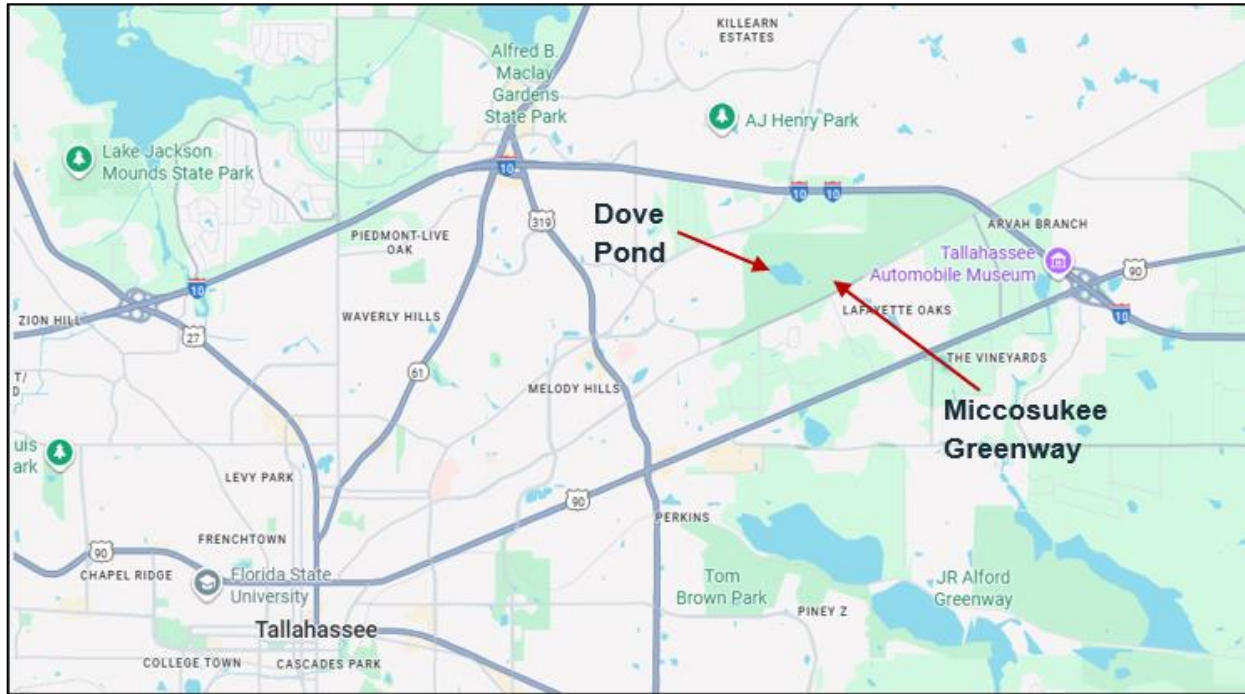 KILLEARN
ESTATES
Alfred B.
Maclay
Gardens
State Park
AJ Henry Park
Lake Jackson
Mounds State Park
10
10
10
10
319
Dove
Pond
PIEDMONT-LIVE
OAK
ARVAH BRANCH
Tallahassee
Automobile Museum
90
10
ZION HILL
27
WAVERLY HILLS
LAFAYETTE OAKS
10
61
THE VINEYARDS
T/
D
MELODY HILLS
Miccosukee
Greenway
uis
ark
LEVY PARK
90
PERKINS
FRENCHTOWN
90
CHAPEL RIDGE
Florida State
University
Tom
Brown Park
JR Alford
Greenway
PINEY Z
Tallahassee
COLLEGE TOWN
CASCADES PARK